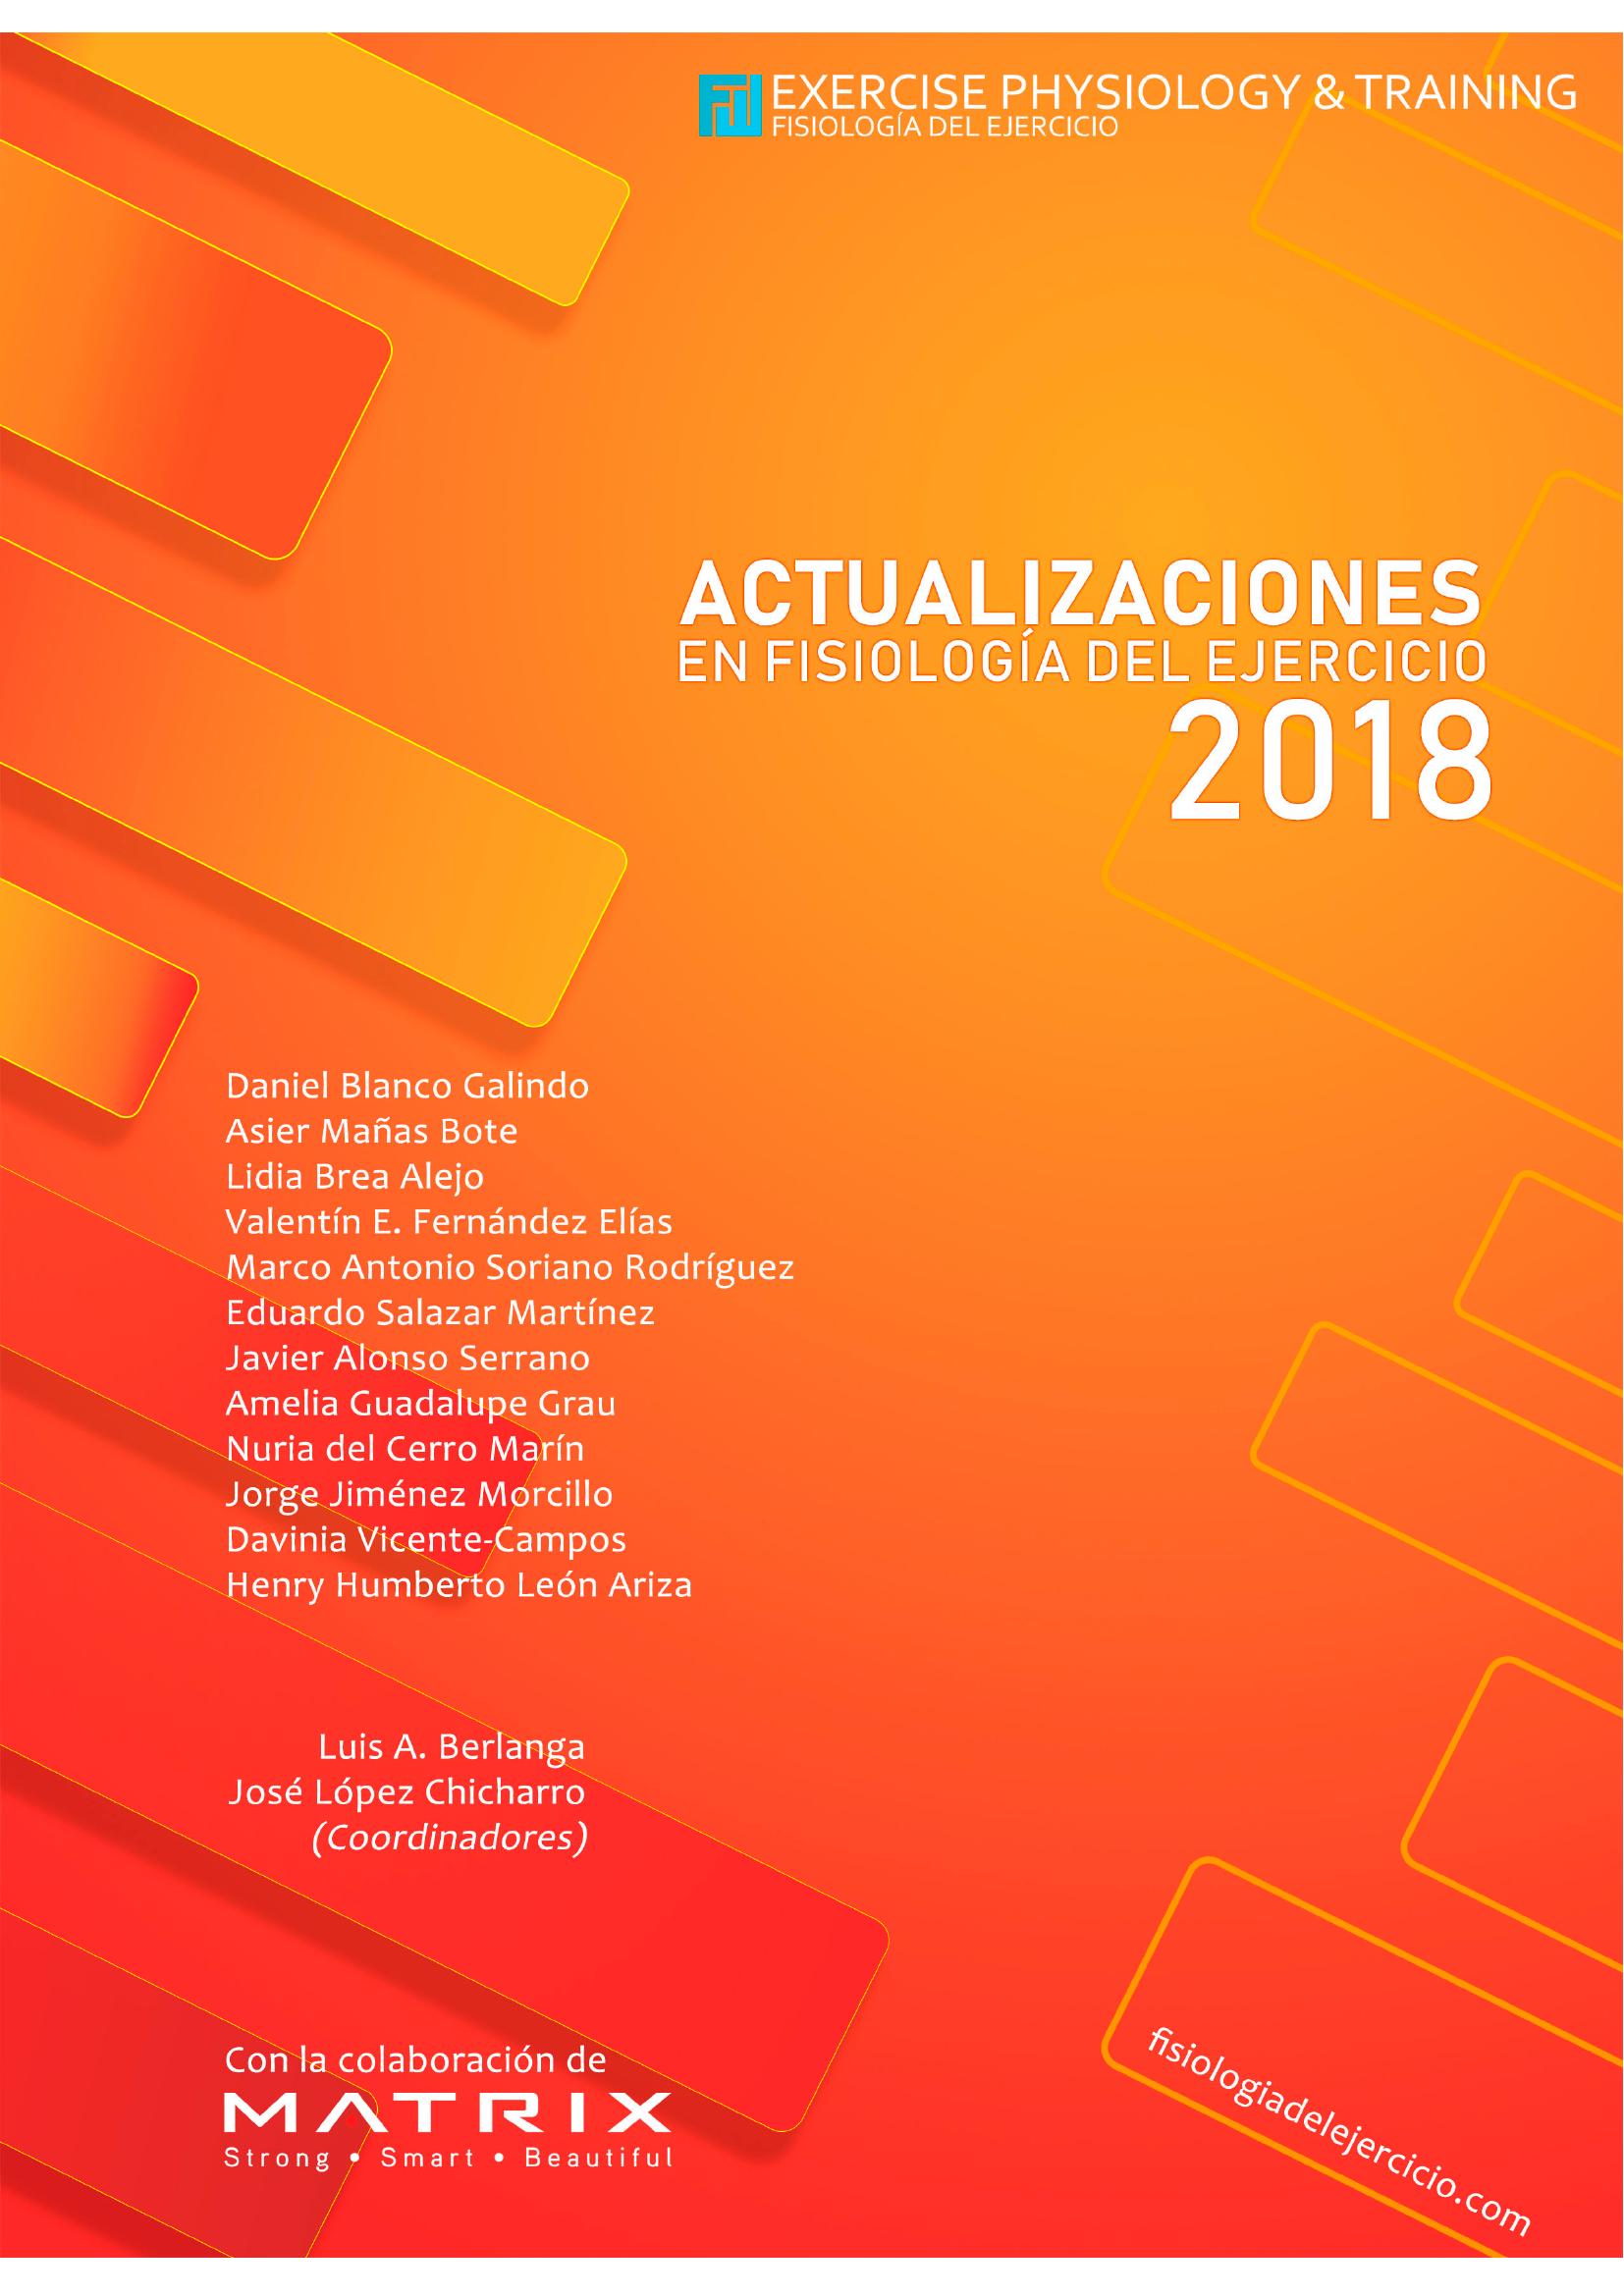 EXERCISE PHYSIOLOGY & TRAINING
FISIOLOGÍA DEL EJERCICIO
ACTUALIZACIONES
EN FISIOLOGÍA DEL EJERCICIO
2018
Daniel Blanco Galindo
Asier Mañas Bote
Lidia Brea Alejo
Valentín E. Fernández Elías
Marco Antonio Soriano Rodríguez
Eduardo Salazar Martínez
Javier Alonso Serrano
Amelia Guadalupe Grau
Nuria del Cerro Marín
Jorge Jiménez Morcillo
Davinia Vicente-Campos
Henry Humberto León Ariza
Luis A. Berlanga
José López Chicharro
(Coordinadores)
Con la colaboración de
MATRIX
Strong • Smart • Beautiful
fisiologiadelejercicio.com